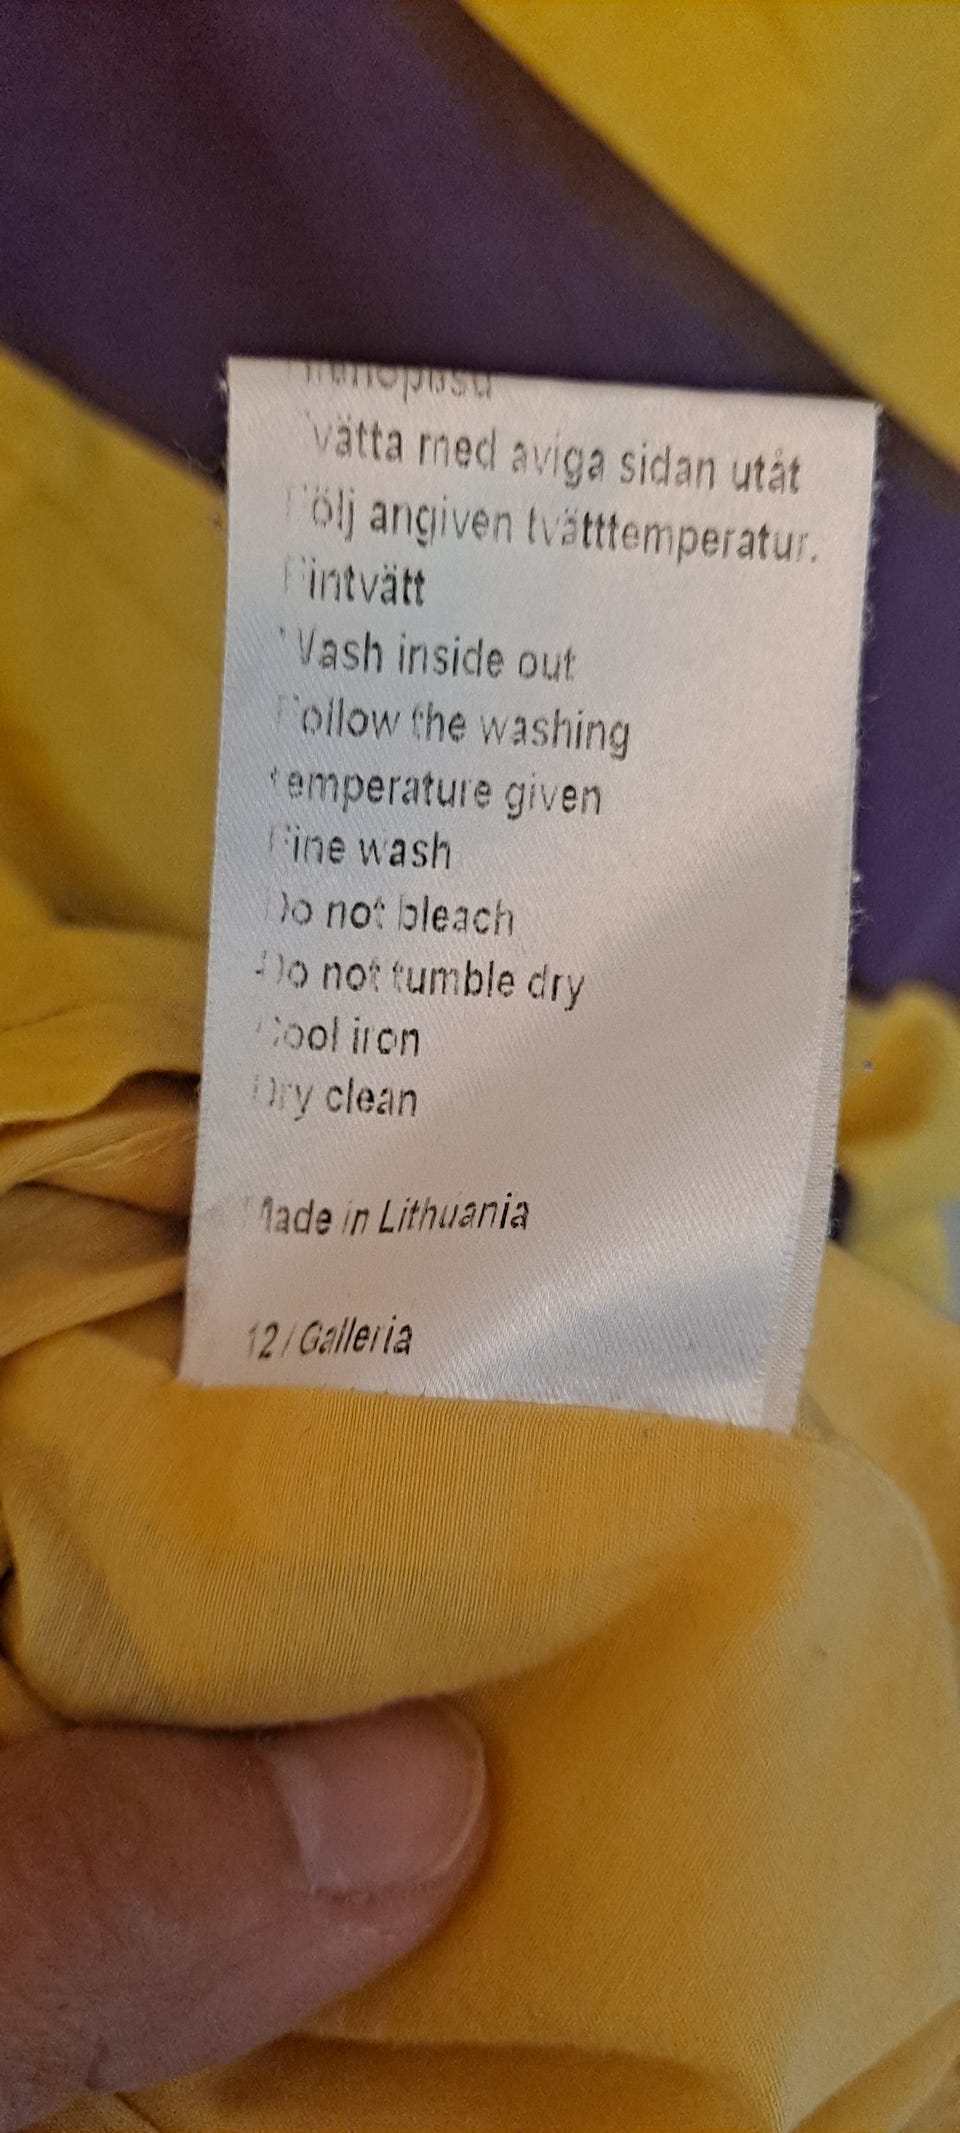 Tvätta med aviga sidan utåt
Följ angiven tvätttemperatur.
Fintvätt
Wash inside out
Follow the washing
temperature given
Fine wash
Do not bleach
Do not tumble dry
Cool iron
Dry clean
Made in Lithuania
12 / Galleria